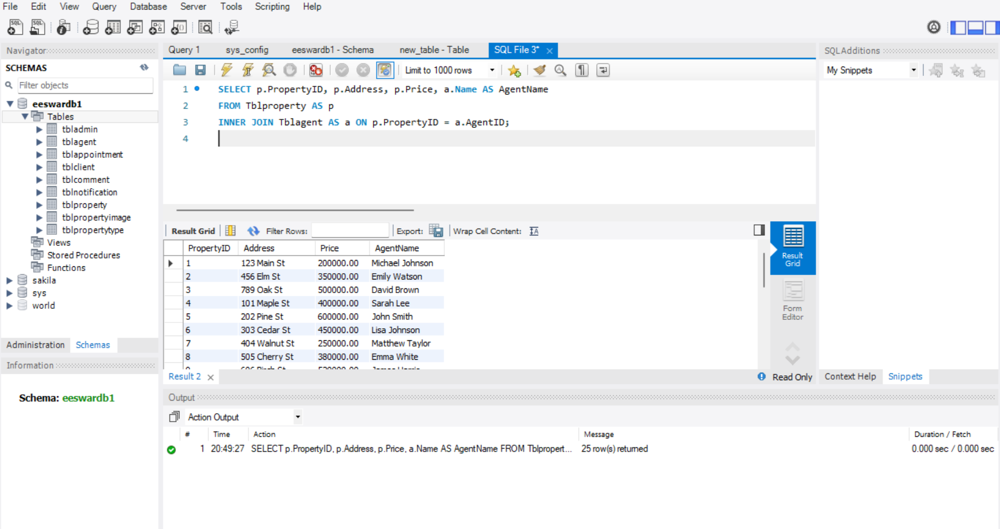 File Edit View Query Database Server Tools Scripting Help
Navigator
SCHEMAS
Filter objects
eeswardb1
Tables
tbladmin
tblagent
tblappointment
tblclient
tblcomment
tblnotification
tblproperty
tblpropertyimage
tblpropertytype
Views
Stored Procedures
Functions
sakila
sys
world
Administration Schemas
Information
Schema: eeswardb1
Query 1 sys_config eeswardb1 - Schema new_table - Table SQL File 3*
Limit to 1000 rows
1 SELECT p.PropertyID, p.Address, p.Price, a.Name AS AgentName
2 FROM Tblproperty AS p
3 INNER JOIN Tblagent AS a ON p.PropertyID = a.AgentID;
4
Result Grid Filter Rows: Export: Wrap Cell Content: IA
PropertyID Address Price AgentName
1 123 Main St 200000.00 Michael Johnson
2 456 Elm St 350000.00 Emily Watson
3 789 Oak St 500000.00 David Brown
4 101 Maple St 400000.00 Sarah Lee
5 202 Pine St 600000.00 John Smith
6 303 Cedar St 450000.00 Lisa Johnson
7 404 Walnut St 250000.00 Matthew Taylor
8 505 Cherry St 380000.00 Emma White
Result
Grid
Form
Editor
Result 2 Read Only
SQLAdditions
My Snippets
Context Help Snippets
Output
Action Output
# Time Action Message Duration / Fetch
1 20:49:27 SELECT p.PropertyID, p.Address, p.Price, a.Name AS AgentName FROM Tblpropert... 25 row(s) returned 0.000 sec / 0.000 sec